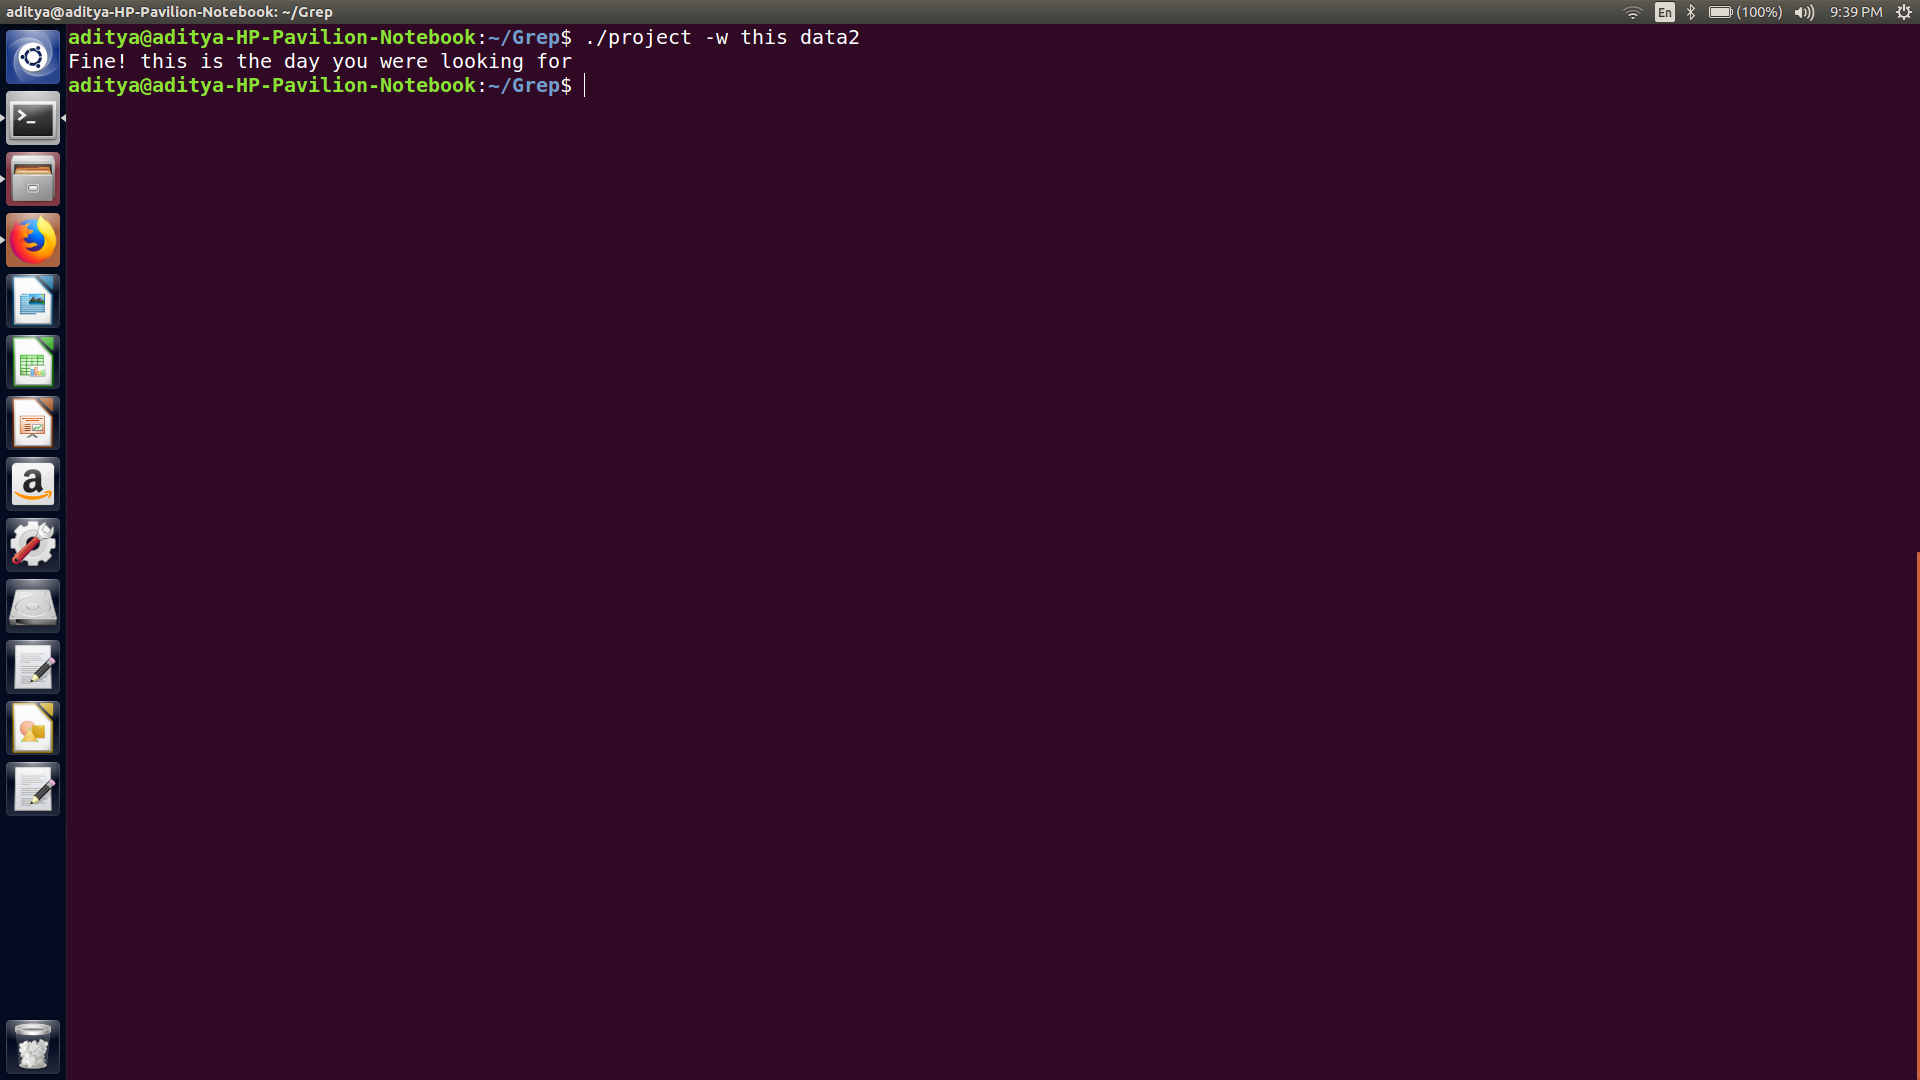 aditya@aditya-HP-Pavilion-Notebook: ~/Grep
En
(100%)
9:39 PM
aditya@aditya-HP-Pavilion-Notebook:~/Grep$ ./project -w this data2
Fine! this is the day you were looking for
aditya@aditya-HP-Pavilion-Notebook:~/Grep$
>_
a